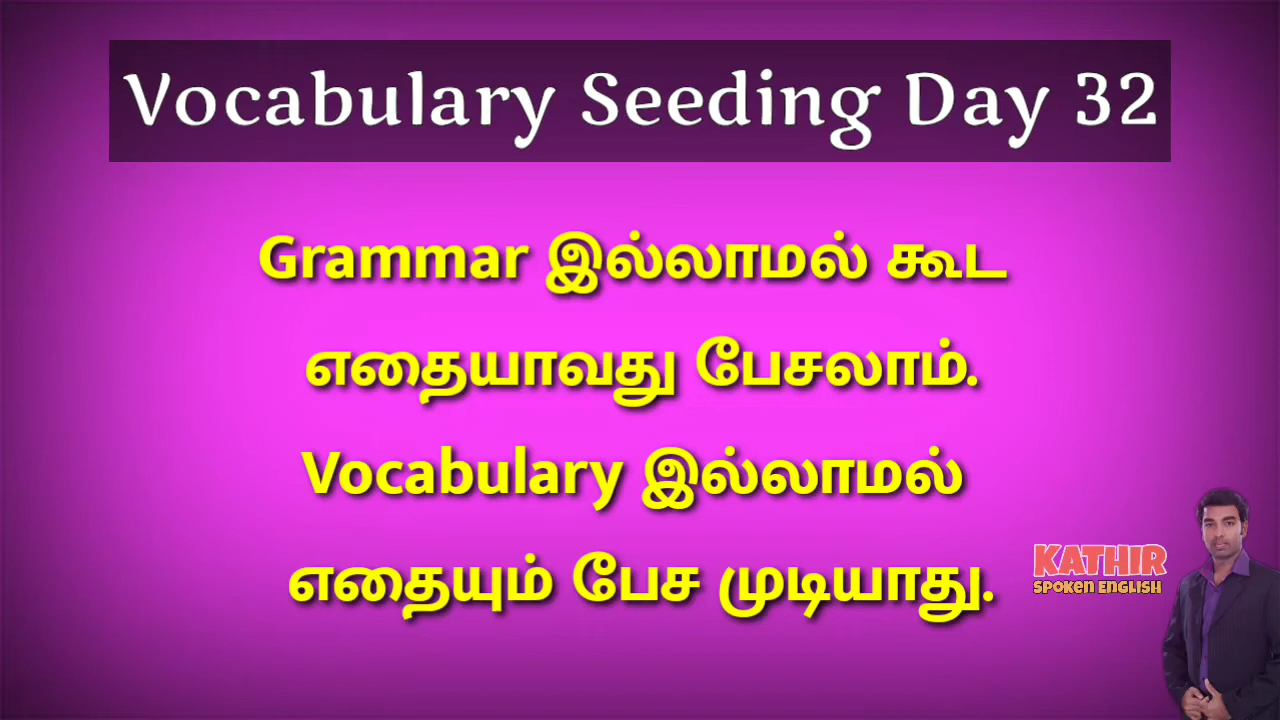 Vocabulary Seeding Day 32
Grammar இல்லாமல் கூட
எதையாவது பேசலாம்.
Vocabulary இல்லாமல்
எதையும் பேச முடியாது.
KATHIR
SPOKEN ENGLISH